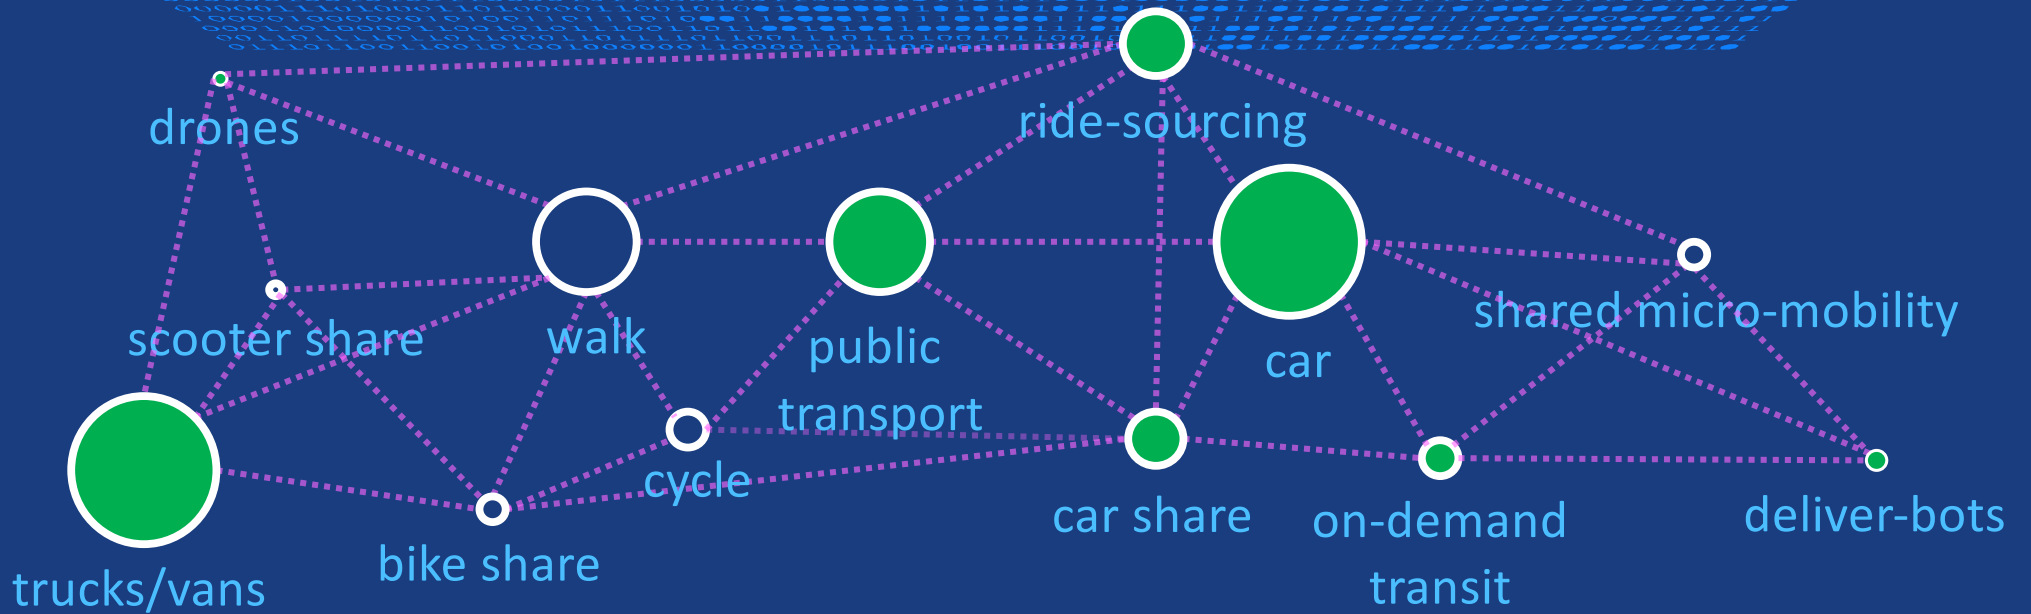 drones
ride-sourcing
scooter share
walk
public
transport
car
shared micro-mobility
cycle
trucks/vans
bike share
car share
on-demand
transit
deliver-bots